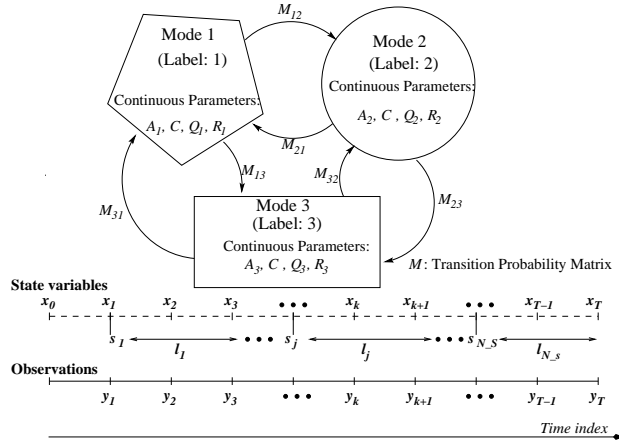 M12
Mode 1
(Label: 1)
Continuous Parameters:
A1, C, Q1, R1
Mode 2
(Label: 2)
Continuous Parameters:
A2, C , Q2, R2
M21
M13
M32
M31
M23
Mode 3
(Label: 3)
Continuous Parameters:
A3, C , Q3, R3
M : Transition Probability Matrix
State variables
x0 x1 x2 x3 ••• xk xk+1 ••• xT−1 xT
s1 l1 •••• sj lj •••• sN_S lN_s
Observations
y1 y2 y3 ••• yk yk+1 ••• yT−1 yT
Time index